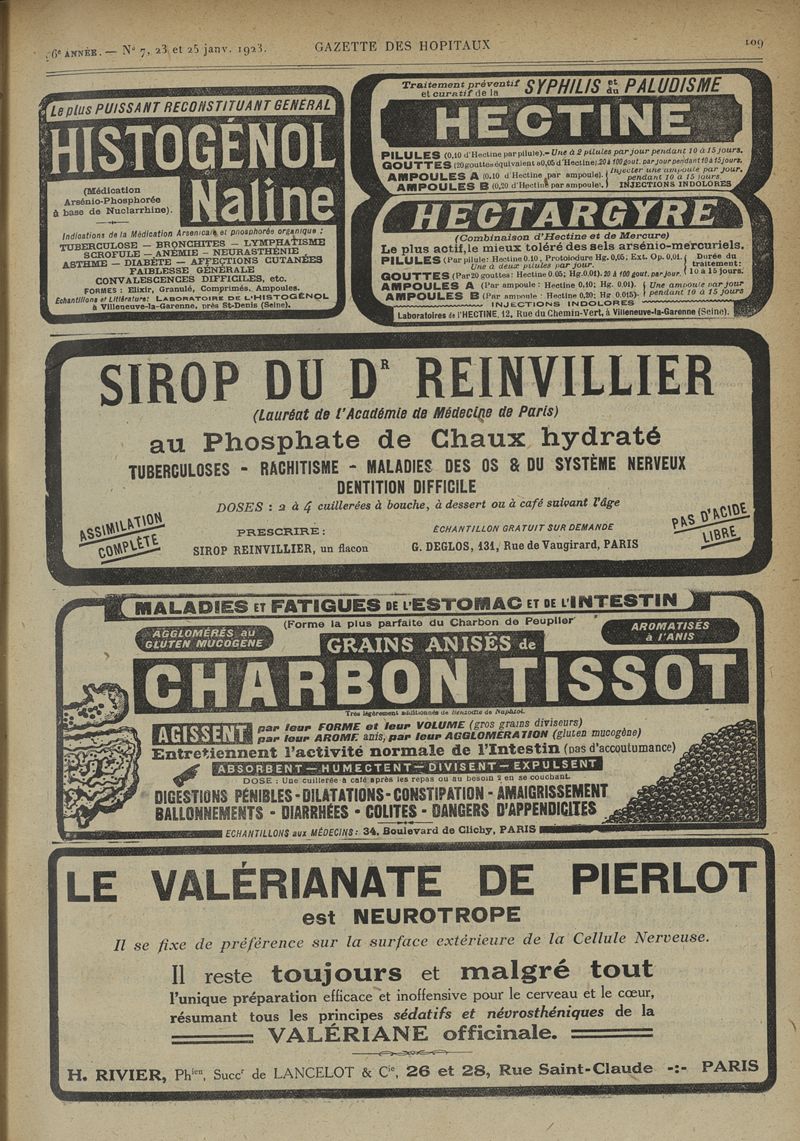 6e ANNÉE. — No 7, 23 et 25 janv. 1923.
GAZETTE DES HOPITAUX
109
Le plus PUISSANT RECONSTITUANT GÉNÉRAL
HISTOGÉNOL
(Médication
Arsénio-Phosphorée
à base de Nuclarrhine).
Naline
Indications de la Médication Arsenicale et phosphorée organique :
TUBERCULOSE — BRONCHITES — LYMPHATISME
SCROFULE — ANÉMIE — NEURASTHÉNIE
ASTHME — DIABÈTE — AFFECTIONS CUTANÉES
FAIBLESSE GÉNÉRALE
CONVALESCENCES DIFFICILES, etc.
FORMES : Elixir, Granulé, Comprimés, Ampoules.
Échantillons et Littérature: LABORATOIRE DE L'HISTOGÉNOL
à Villeneuve-la-Garenne, près St-Denis (Seine).
Traitement préventif
et curatif de la
SYPHILIS et du PALUDISME
HECTINE
PILULES (0,10 d'Hectine par pilule).- Une à 2 pilules par jour pendant 10 à 15 jours.
GOUTTES (20 gouttes équivalent à 0,05 d'Hectine) 20 à 100 gout. par jour pendant 10 à 15 jours.
AMPOULES A (0.10 d'Hectine par ampoule). Injecter une ampoule par jour,
AMPOULES B (0,20 d'Hectine par ampoule). pendant 10 à 15 jours.
INJECTIONS INDOLORES
HECTARGYRE
(Combinaison d'Hectine et de Mercure)
Le plus actif, le mieux toléré des sels arsénio-mercuriels.
PILULES (Par pilule: Hectine 0.10; Protoiodure Hg. 0,05; Ext. Op. 0,01.
Une à deux pilules par jour.
GOUTTES (Par 20 gouttes: Hectine 0.05; Hg. 0.01). 20 à 100 gout. par jour.
Durée du
traitement:
10 à 15 jours.
AMPOULES A (Par ampoule : Hectine 0,10; Hg. 0.01).
AMPOULES B (Par ampoule : Hectine 0,20; Hg 0.015).
Une ampoule par jour
pendant 10 à 15 jours
INJECTIONS INDOLORES
Laboratoires de l'HECTINE, 12, Rue du Chemin-Vert, à Villeneuve-la-Garenne (Seine).
SIROP DU DR REINVILLIER
(Lauréat de l'Académie de Médecine de Paris)
au Phosphate de Chaux hydraté
TUBERCULOSES - RACHITISME - MALADIES DES OS & DU SYSTÈME NERVEUX
DENTITION DIFFICILE
DOSES : 2 à 4 cuillerées à bouche, à dessert ou à café suivant l'âge
ASSIMILATION
COMPLÈTE
PRESCRIRE :
SIROP REINVILLIER, un flacon
ÉCHANTILLON GRATUIT SUR DEMANDE
G. DEGLOS, 131, Rue de Vaugirard, PARIS
PAS D'ACIDE
LIBRE
MALADIES ET FATIGUES DE L'ESTOMAC ET DE L'INTESTIN
(Forme la plus parfaite du Charbon de Peuplier
AGGLOMÉRÉS au
GLUTEN MUCOGENE
GRAINS ANISÉS de
AROMATISÉS
à l'ANIS
CHARBON TISSOT
Très légèrement additionnés de Benzoate de Naphtol.
AGISSENT
par leur FORME et leur VOLUME (gros grains diviseurs)
par leur AROME anis, par leur AGGLOMÉRATION (gluten mucogène)
Entretiennent l'activité normale de l'Intestin (pas d'accoutumance)
ABSORBENT — HUMECTENT — DIVISENT — EXPULSENT
DOSE : Une cuillerée à café après les repas ou au besoin 2 en se couchant.
DIGESTIONS PÉNIBLES - DILATATIONS - CONSTIPATION - AMAIGRISSEMENT
BALLONNEMENTS - DIARRHÉES - COLITES - DANGERS D'APPENDICITES
ECHANTILLONS aux MÉDECINS : 34, Boulevard de Clichy, PARIS
LE VALÉRIANATE DE PIERLOT
est NEUROTROPE
Il se fixe de préférence sur la surface extérieure de la Cellule Nerveuse.
Il reste toujours et malgré tout
l'unique préparation efficace et inoffensive pour le cerveau et le cœur,
résumant tous les principes sédatifs et névrosthéniques de la
VALÉRIANE officinale.
H. RIVIER, Phien, Succr de LANCELOT & Cie, 26 et 28, Rue Saint-Claude -:- PARIS